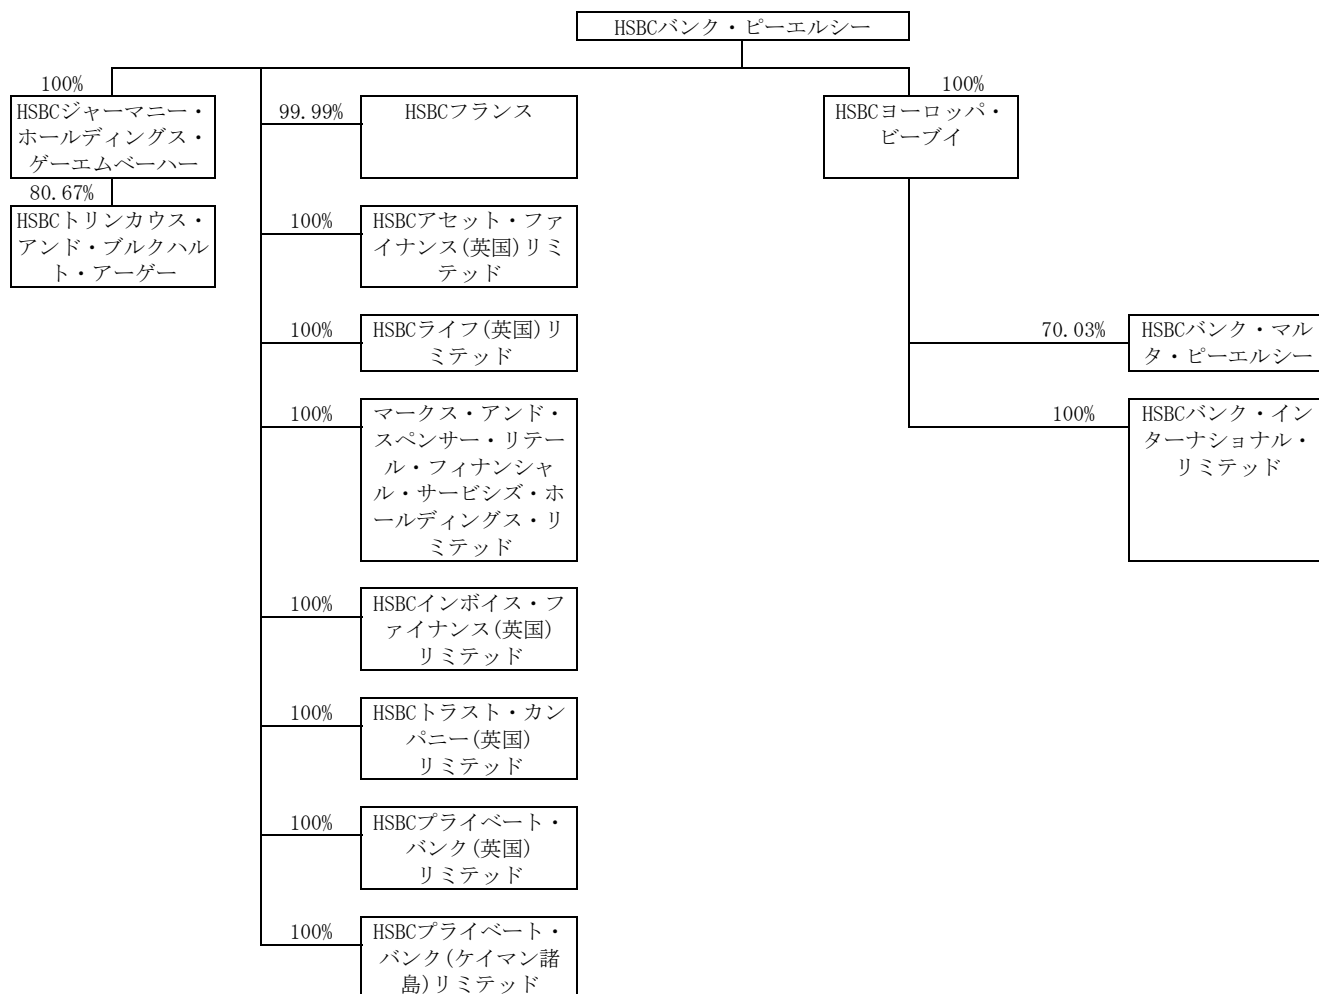 HSBCバンク・ピーエルシー
100%
HSBCジャーマニー・
ホールディングス・
ゲーエムベーハー
80.67%
HSBCトリンカウス・
アンド・ブルクハル
ト・アーゲー
99.99%
HSBCフランス
100%
HSBCアセット・ファ
イナンス(英国)リミ
テッド
100%
HSBCライフ(英国)リ
ミテッド
100%
マークス・アンド・
スペンサー・リテー
ル・フィナンシャ
ル・サービシズ・ホ
ールディングス・リ
ミテッド
100%
HSBCインボイス・フ
ァイナンス(英国)
リミテッド
100%
HSBCトラスト・カン
パニー(英国)
リミテッド
100%
HSBCプライベート・
バンク(英国)
リミテッド
100%
HSBCプライベート・
バンク(ケイマン諸
島)リミテッド
100%
HSBCヨーロッパ・
ビーブイ
70.03%
HSBCバンク・マル
タ・ピーエルシー
100%
HSBCバンク・イン
ターナショナル・
リミテッド